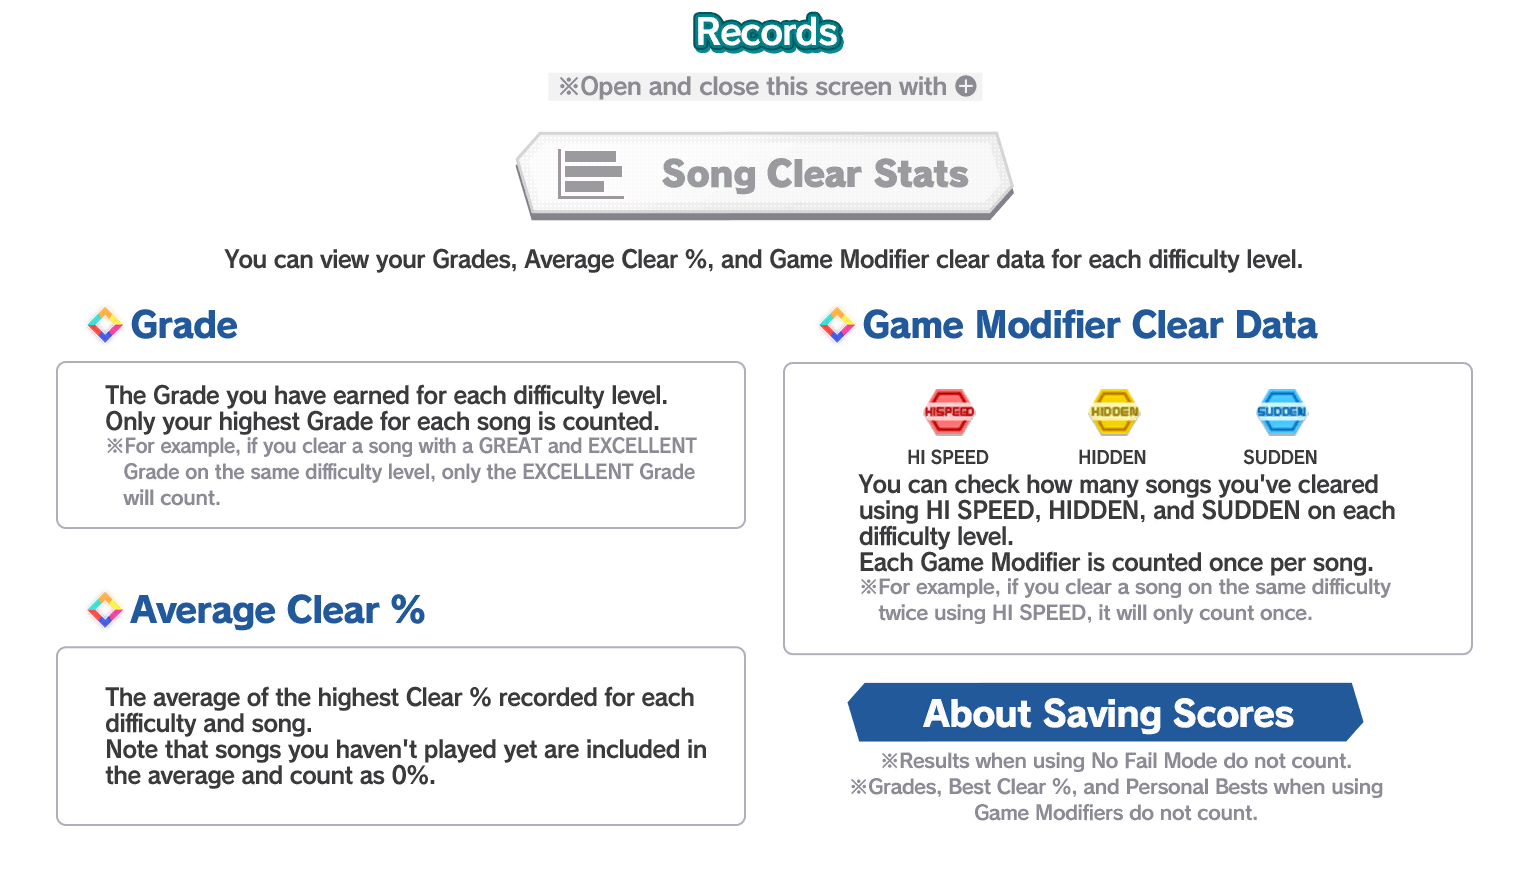 Records
※Open and close this screen with
Song Clear Stats
You can view your Grades, Average Clear %, and Game Modifier clear data for each difficulty level.
Grade
The Grade you have earned for each difficulty level.
Only your highest Grade for each song is counted.
※For example, if you clear a song with a GREAT and EXCELLENT
Grade on the same difficulty level, only the EXCELLENT Grade
will count.
Average Clear %
The average of the highest Clear % recorded for each
difficulty and song.
Note that songs you haven't played yet are included in
the average and count as 0%.
Game Modifier Clear Data
HISPEED HIDDEN SUDDEN
HI SPEED HIDDEN SUDDEN
You can check how many songs you've cleared
using HI SPEED, HIDDEN, and SUDDEN on each
difficulty level.
Each Game Modifier is counted once per song.
※For example, if you clear a song on the same difficulty
twice using HI SPEED, it will only count once.
About Saving Scores
※Results when using No Fail Mode do not count.
※Grades, Best Clear %, and Personal Bests when using
Game Modifiers do not count.